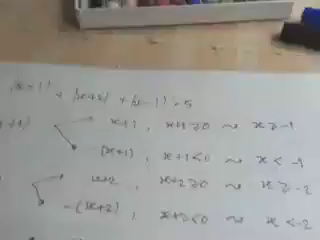 |x+1| + |x+2| + |x-1| = 5
x+1 , x+1≥0 ~ x≥-1
(x+1) , x+1<0 ~ x < -1
x+2 , x+2≥0 ~ x≥-2
-(x+2) , x+2<0 ~ x<-2